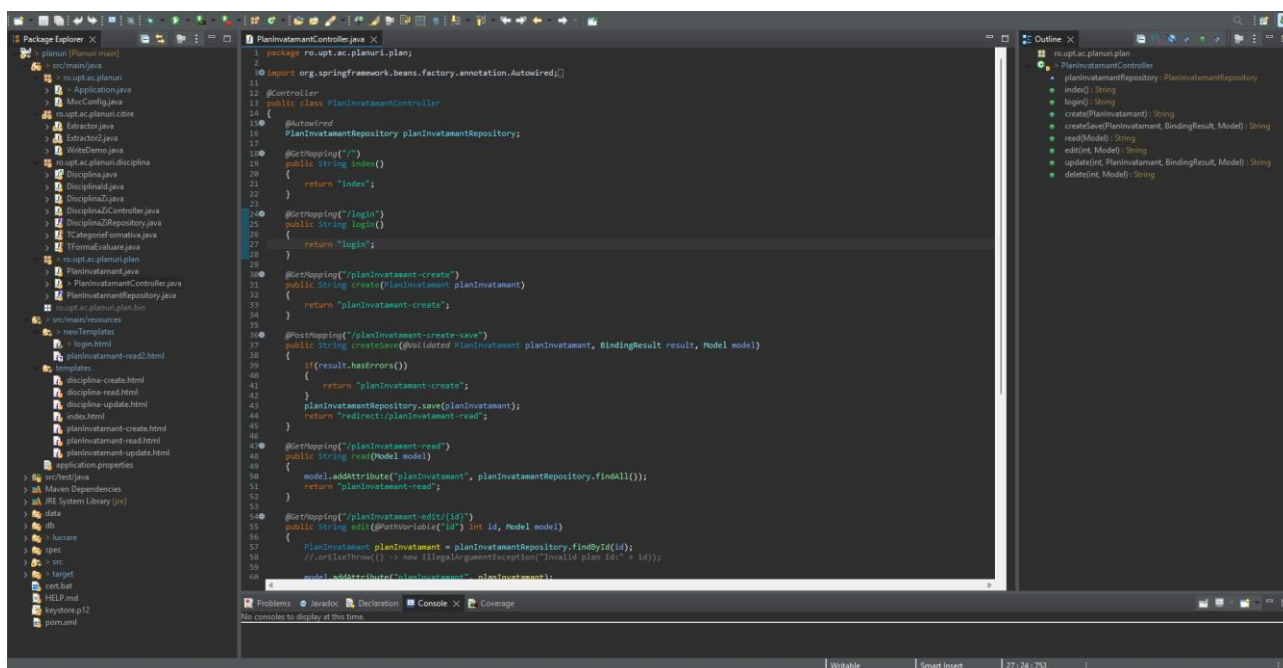 Package Explorer
> planuri [Planuri main]
> src/main/java
> ro.upt.ac.planuri
> Application.java
MvcConfig.java
ro.upt.ac.planuri.citire
Extractor.java
Extractor2.java
WriteDemo.java
ro.upt.ac.planuri.disciplina
Disciplina.java
DisciplinaId.java
DisciplinaZi.java
DisciplinaZiController.java
DisciplinaZiRepository.java
TCategorieFormativa.java
TFormaEvaluare.java
> ro.upt.ac.planuri.plan
PlanInvatamant.java
> PlanInvatamantController.java
PlanInvatamantRepository.java
ro.upt.ac.planuri.plan.bin
> src/main/resources
> newTemplates
> login.html
planInvatamant-read2.html
templates
disciplina-create.html
disciplina-read.html
disciplina-update.html
index.html
planInvatamant-create.html
planInvatamant-read.html
planInvatamant-update.html
application.properties
src/test/java
Maven Dependencies
JRE System Library [jre]
data
db
> lucrare
spec
> src
> target
cert.bat
HELP.md
keystore.p12
pom.xml
PlanInvatamantController.java
1 package ro.upt.ac.planuri.plan;
2
3 import org.springframework.beans.factory.annotation.Autowired;
11
12 @Controller
13 public class PlanInvatamantController
14 {
15 @Autowired
16 PlanInvatamantRepository planInvatamantRepository;
17
18 @GetMapping("/")
19 public String index()
20 {
21 return "index";
22 }
23
24 @GetMapping("/login")
25 public String login()
26 {
27 return "login";
28 }
29
30 @GetMapping("/planInvatamant-create")
31 public String create(PlanInvatamant planInvatamant)
32 {
33 return "planInvatamant-create";
34 }
35
36 @PostMapping("/planInvatamant-create-save")
37 public String createSave(@Validated PlanInvatamant planInvatamant, BindingResult result, Model model)
38 {
39 if(result.hasErrors())
40 {
41 return "planInvatamant-create";
42 }
43 planInvatamantRepository.save(planInvatamant);
44 return "redirect:/planInvatamant-read";
45 }
46
47 @GetMapping("/planInvatamant-read")
48 public String read(Model model)
49 {
50 model.addAttribute("planInvatamant", planInvatamantRepository.findAll());
51 return "planInvatamant-read";
52 }
53
54 @GetMapping("/planInvatamant-edit/{id}")
55 public String edit(@PathVariable("id") int id, Model model)
56 {
57 PlanInvatamant planInvatamant = planInvatamantRepository.findById(id);
58 //.orElseThrow(() -> new IllegalArgumentException("Invalid plan Id:" + id));
59
60 model.addAttribute("planInvatamant", planInvatamant);
Problems
Javadoc
Declaration
Console
Coverage
No consoles to display at this time.
Outline
ro.upt.ac.planuri.plan
> PlanInvatamantController
planInvatamantRepository : PlanInvatamantRepository
index() : String
login() : String
create(PlanInvatamant) : String
createSave(PlanInvatamant, BindingResult, Model) : String
read(Model) : String
edit(int, Model) : String
update(int, PlanInvatamant, BindingResult, Model) : String
delete(int, Model) : String
Writable
Smart Insert
27 : 24 : 753